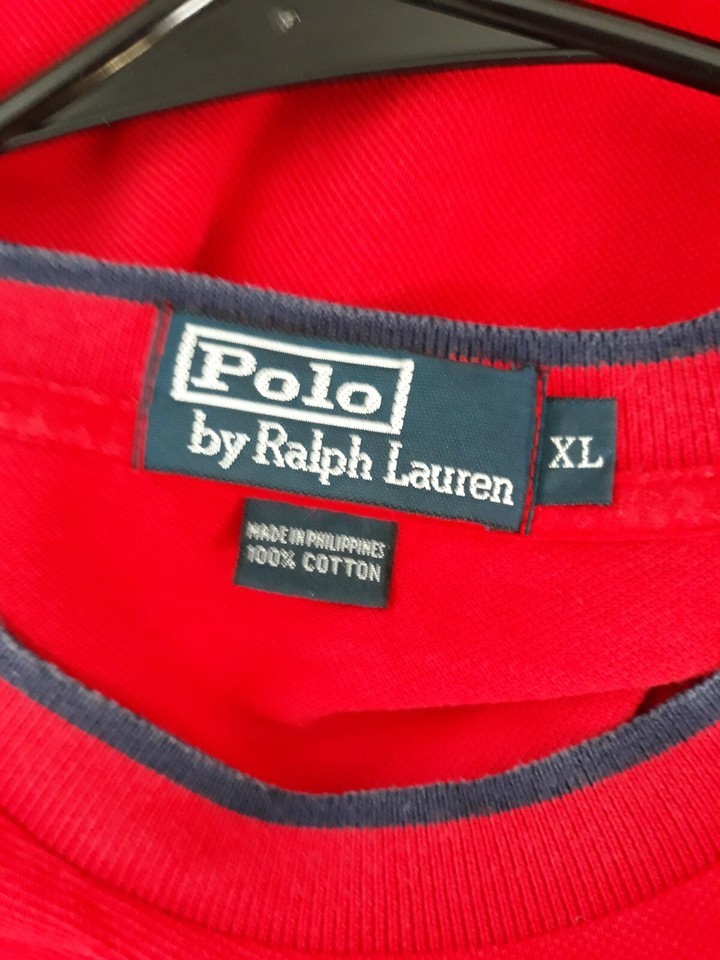 Polo
by Ralph Lauren
XL
MADE IN PHILIPPINES
100% COTTON